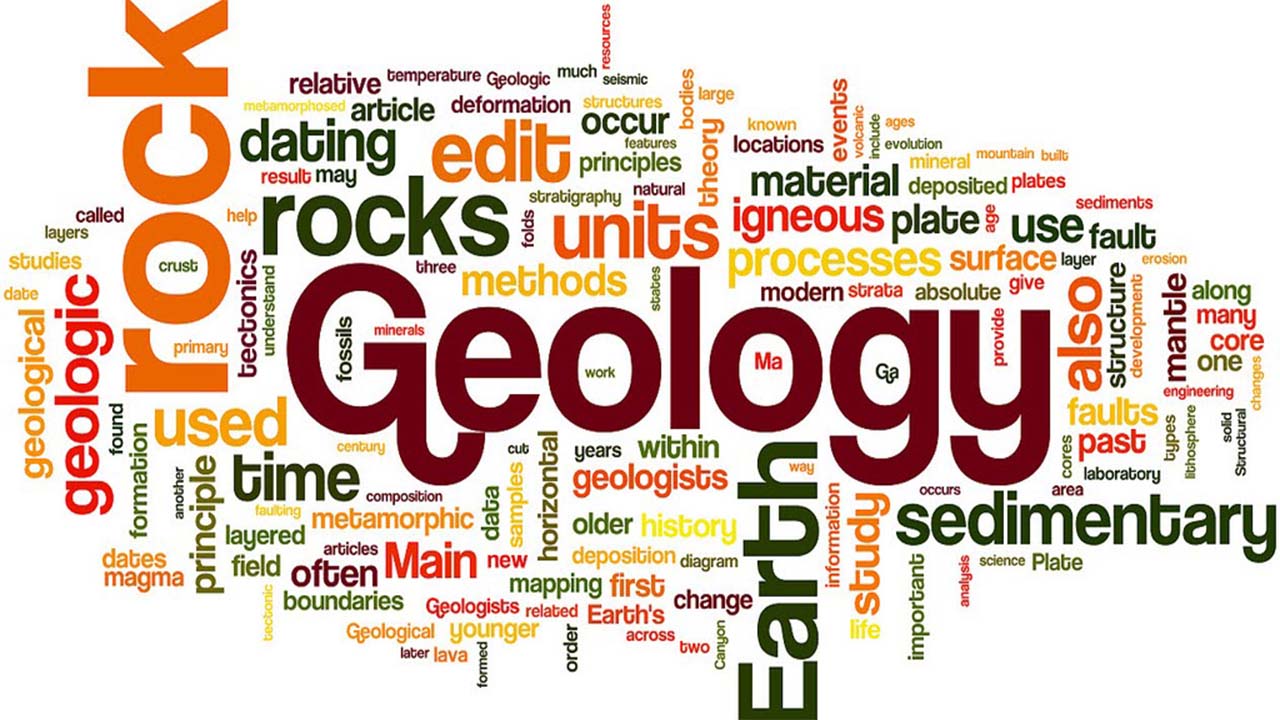 resources
rock
relative
temperature
Geologic
much
seismic
metamorphosed
article
deformation
structures
bodies
large
dating
edit
occur
features
principles
theory
known
locations
events
volcanic
include
ages
evolution
mineral
mountain
built
result
may
natural
stratigraphy
material
deposited
plates
called
help
rocks
folds
units
igneous
plate
age
use
sediments
fault
layers
studies
crust
tectonics
understand
three
methods
states
processes
surface
layer
erosion
date
geological
geologic
primary
fossils
minerals
Geology
work
Ma
Ga
modern
strata
absolute
give
provide
also
structure
development
mantle
along
many
core
one
changes
engineering
found
used
formation
century
cut
horizontal
years
within
geologists
way
faults
past
cores
types
lithosphere
solid
Structural
laboratory
another
principle
time
composition
data
samples
Earth
occurs
area
faulting
metamorphic
layered
older
history
information
study
sedimentary
dates
magma
field
articles
often
Main
new
deposition
diagram
important
analysis
science
Plate
tectonic
boundaries
mapping
first
change
Geologists
related
Earth's
life
Geological
younger
order
across
two
Canyon
later
lava
formed